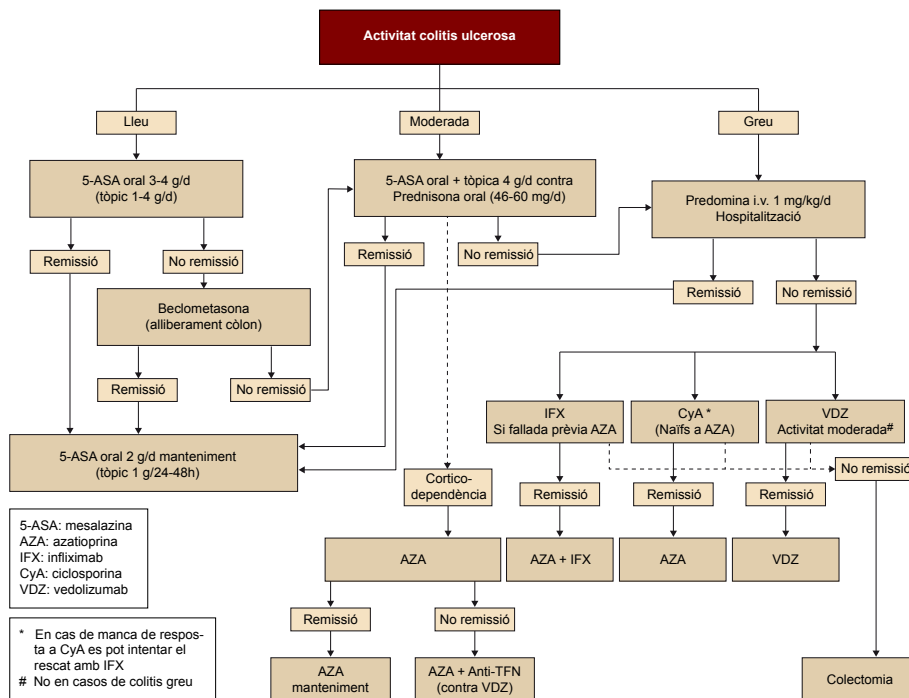 Activitat colitis ulcerosa
Lleu
Moderada
Greu
5-ASA oral 3-4 g/d
(tòpic 1-4 g/d)
5-ASA oral + tòpica 4 g/d contra
Prednisona oral (46-60 mg/d)
Predomina i.v. 1 mg/kg/d
Hospitalització
Remissió
No remissió
Remissió
No remissió
Remissió
No remissió
Beclometasona
(alliberament còlon)
Remissió
No remissió
IFX
Si fallada prèvia AZA
CyA *
(Naïfs a AZA)
VDZ
Activitat moderada#
5-ASA oral 2 g/d manteniment
(tòpic 1 g/24-48h)
Cortico-
dependència
Remissió
Remissió
Remissió
No remissió
5-ASA: mesalazina
AZA: azatioprina
IFX: infliximab
CyA: ciclosporina
VDZ: vedolizumab
AZA
AZA + IFX
AZA
VDZ
Remissió
No remissió
* En cas de manca de respos-
ta a CyA es pot intentar el
rescat amb IFX
# No en casos de colitis greu
AZA
manteniment
AZA + Anti-TFN
(contra VDZ)
Colectomia